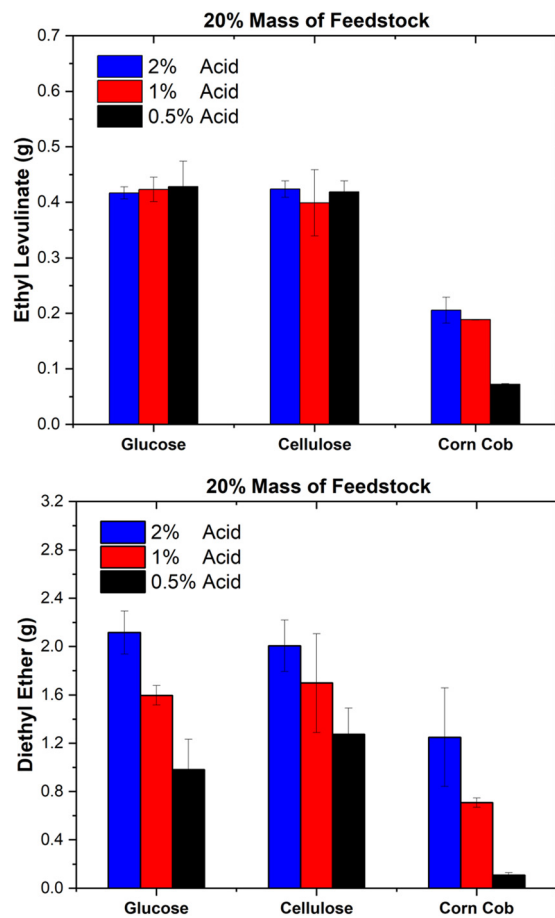 20% Mass of Feedstock
0.7
0.6
0.5
0.4
0.3
0.2
0.1
0.0
Ethyl Levulinate (g)
2% Acid
1% Acid
0.5% Acid
Glucose
Cellulose
Corn Cob
20% Mass of Feedstock
3.2
2.8
2.4
2.0
1.6
1.2
0.8
0.4
0.0
Diethyl Ether (g)
2% Acid
1% Acid
0.5% Acid
Glucose
Cellulose
Corn Cob